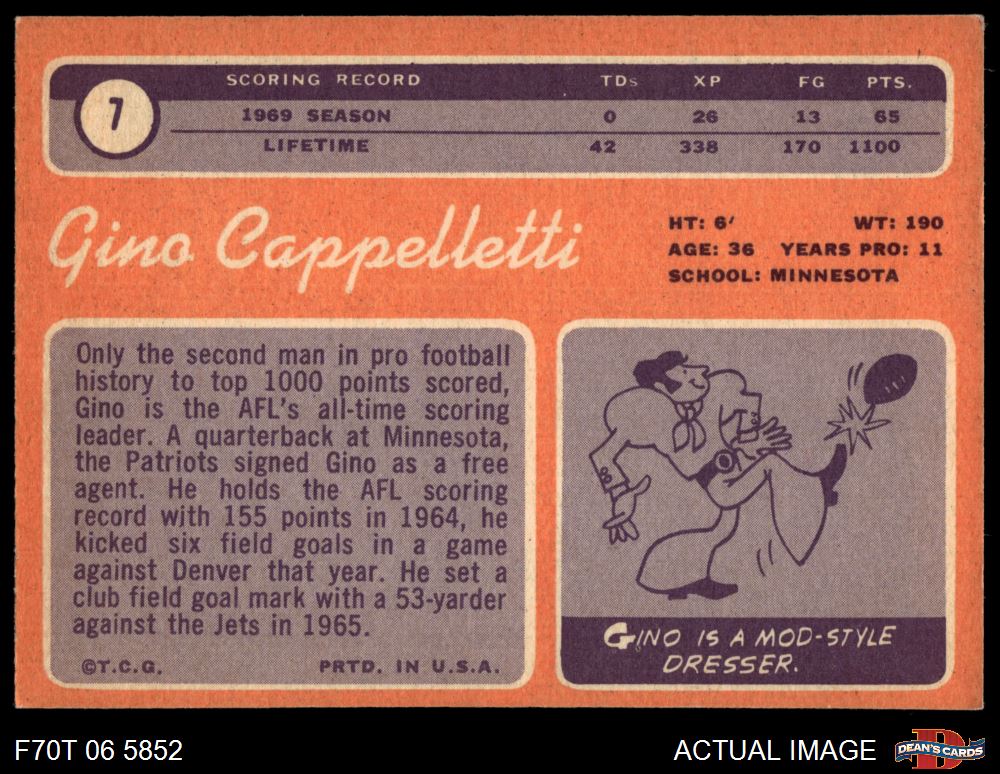 7
SCORING RECORD TDs XP FG PTS.
1969 SEASON 0 26 13 65
LIFETIME 42 338 170 1100
Gino Cappelletti
HT: 6′ WT: 190
AGE: 36 YEARS PRO: 11
SCHOOL: MINNESOTA
Only the second man in pro football
history to top 1000 points scored,
Gino is the AFL's all-time scoring
leader. A quarterback at Minnesota,
the Patriots signed Gino as a free
agent. He holds the AFL scoring
record with 155 points in 1964, he
kicked six field goals in a game
against Denver that year. He set a
club field goal mark with a 53-yarder
against the Jets in 1965.
©T.C.G. PRTD. IN U.S.A.
GINO IS A MOD-STYLE
DRESSER.
F70T 06 5852
ACTUAL IMAGE
DEAN'S CARDS